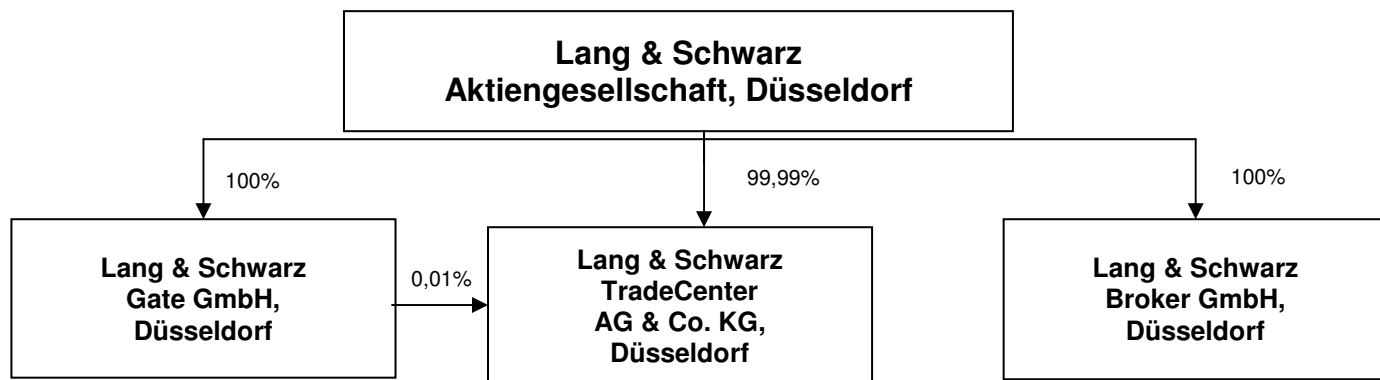 Lang & Schwarz
Aktiengesellschaft, Düsseldorf
100%
99,99%
100%
Lang & Schwarz
Gate GmbH,
Düsseldorf
0,01%
Lang & Schwarz
TradeCenter
AG & Co. KG,
Düsseldorf
Lang & Schwarz
Broker GmbH,
Düsseldorf